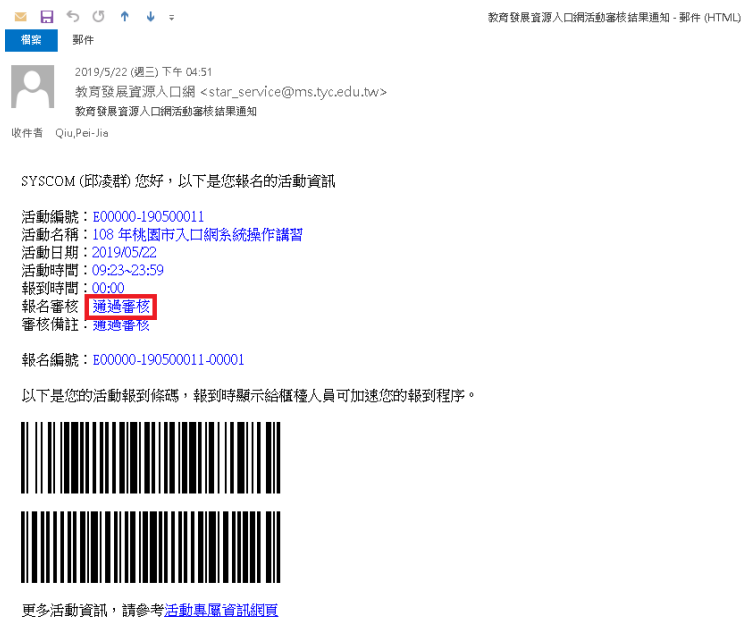 教育發展資源入口網活動審核結果通知 - 郵件 (HTML)
檔案 郵件
2019/5/22 (週三) 下午 04:51
教育發展資源入口網 <star_service@ms.tyc.edu.tw>
教育發展資源入口網活動審核結果通知
收件者 Qiu,Pei-Jia
SYSCOM (邱凌群) 您好，以下是您報名的活動資訊
活動編號：E00000-190500011
活動名稱：108 年桃園市入口網系統操作講習
活動日期：2019/05/22
活動時間：09:23~23:59
報到時間：00:00
報名審核：通過審核
審核備註：通過審核
報名編號：E00000-190500011-00001
以下是您的活動報到條碼，報到時顯示給櫃檯人員可加速您的報到程序。
更多活動資訊，請參考活動專屬資訊網頁